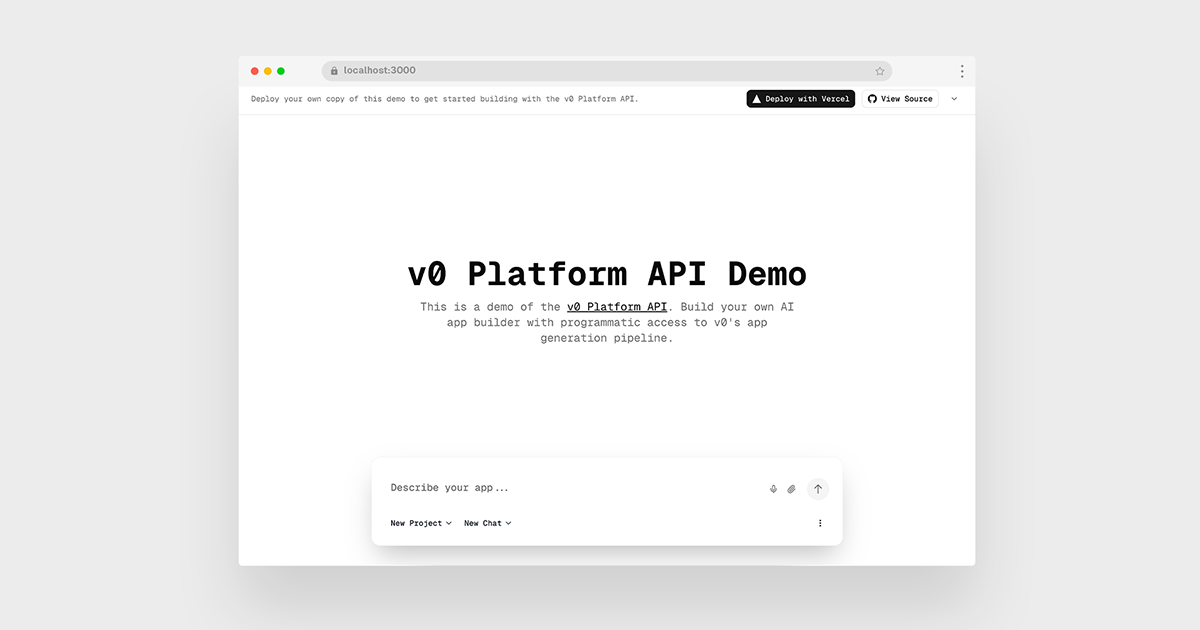 localhost:3000
Deploy your own copy of this demo to get started building with the v0 Platform API.
Deploy with Vercel
View Source
v0 Platform API Demo
This is a demo of the v0 Platform API. Build your own AI
app builder with programmatic access to v0's app
generation pipeline.
Describe your app...
New Project
New Chat